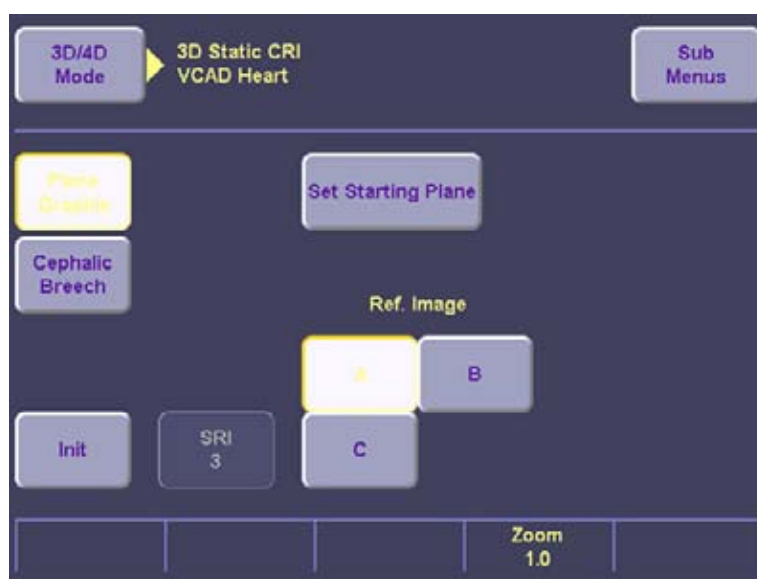 3D/4D
Mode
3D Static CRI
VCAD Heart
Sub
Menus
Plane
Graphic
Set Starting Plane
Cephalic
Breech
Ref. Image
A
B
Init
SRI
3
C
Zoom
1.0